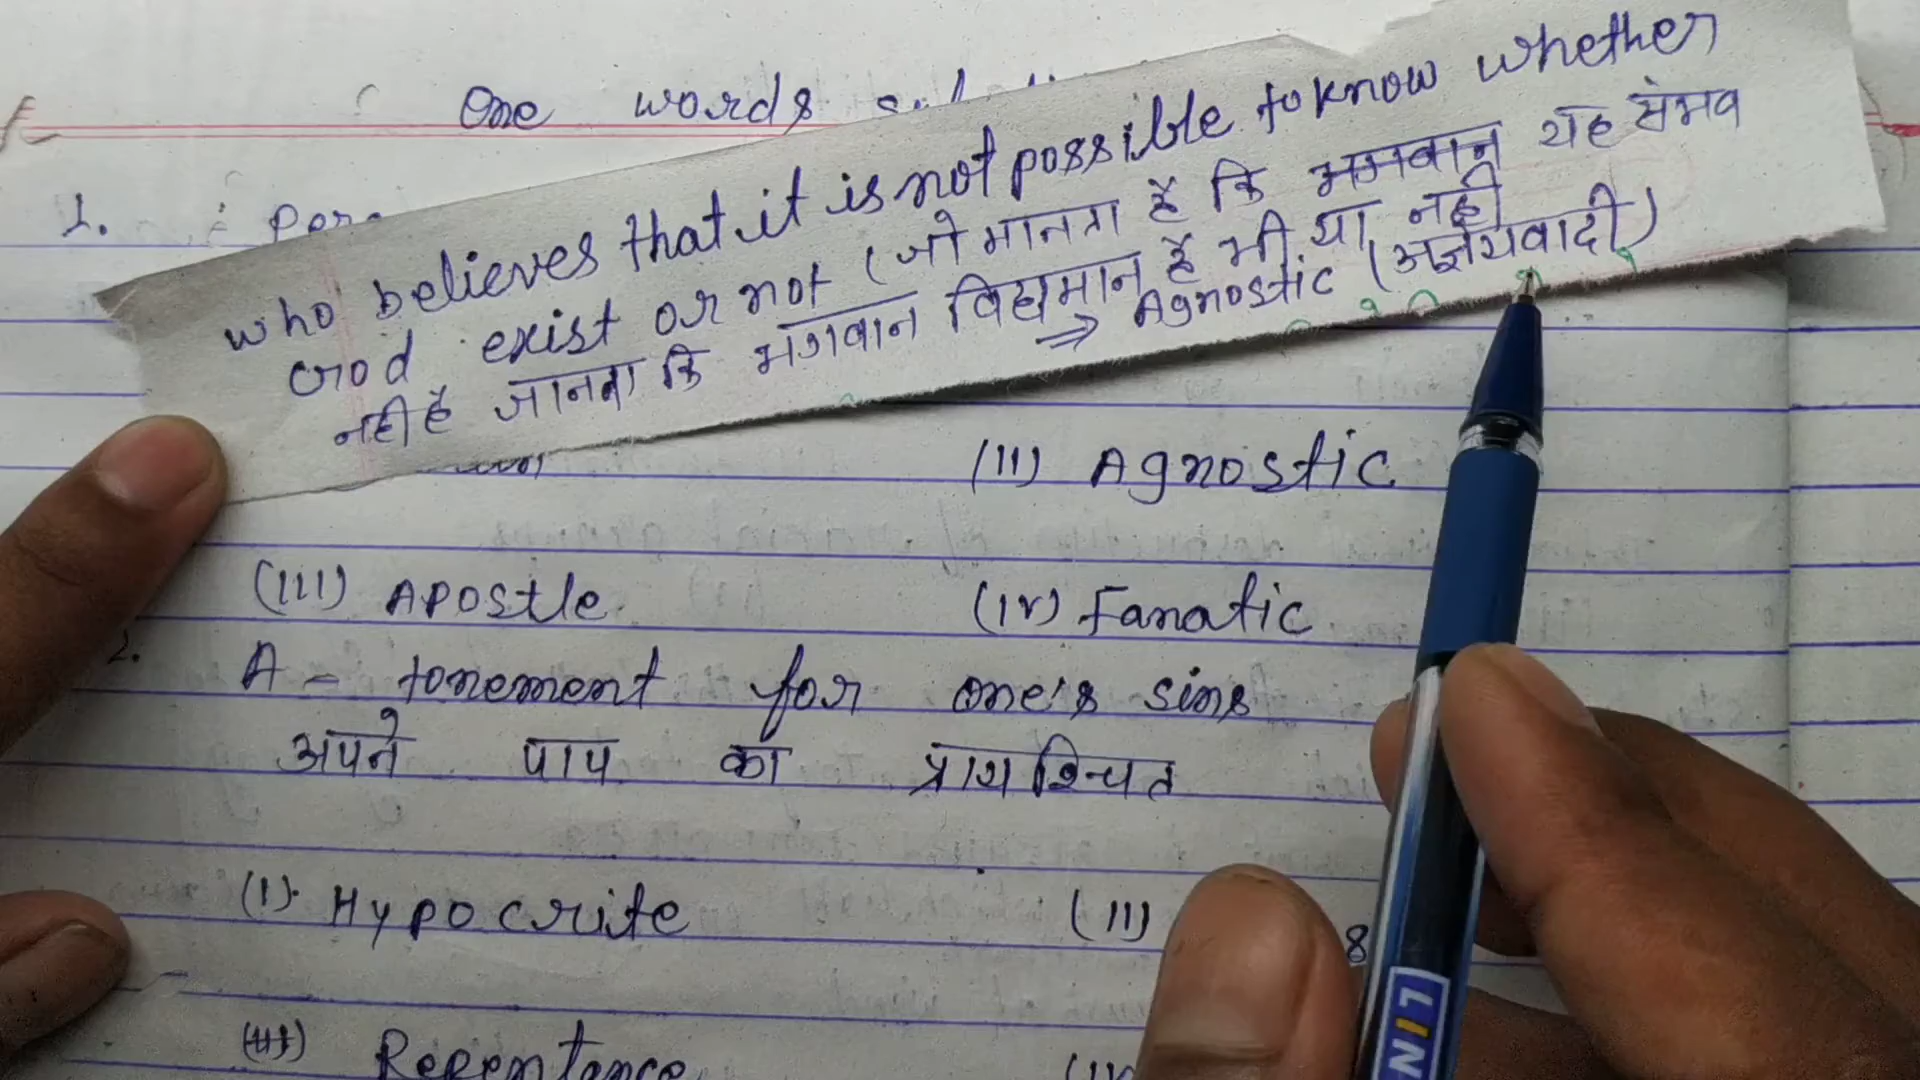 One words
1.
who believes that it is not possible to know whether
God exist or not (जो मानता है कि भगवान यह संभव
नही है जानता कि भगवान विद्यमान है भी या नही
⇒ Agnostic (अज्ञेयवादी)
(II) Agnostic
(III) Apostle
(IV) Fanatic
2. A - tonement for one's sins
अपने पाप का प्रायश्चित
(I). Hypocrite
(II)
(III) Repentance
LIN